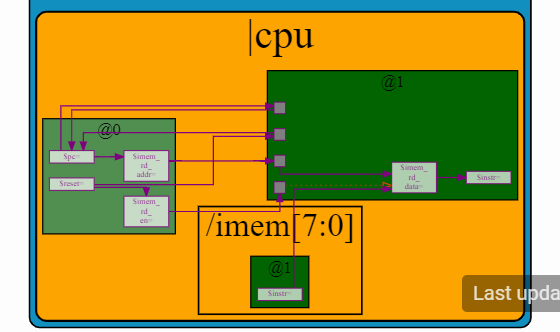 |cpu
@1
@0
$pc=
$imem_
rd_
addr=
$reset=
$imem_
rd_
en=
$imem_
rd_
data=
$instr=
/imem[7:0]
@1
$instr=
Last upda